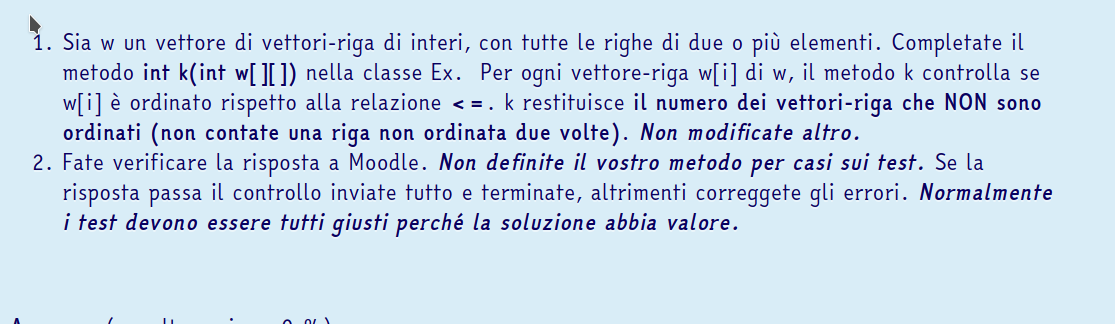 1. Sia w un vettore di vettori-riga di interi, con tutte le righe di due o più elementi. Completate il
metodo int k(int w[ ][ ]) nella classe Ex. Per ogni vettore-riga w[i] di w, il metodo k controlla se
w[i] è ordinato rispetto alla relazione < = . k restituisce il numero dei vettori-riga che NON sono
ordinati (non contate una riga non ordinata due volte). Non modificate altro.
2. Fate verificare la risposta a Moodle. Non definite il vostro metodo per casi sui test. Se la
risposta passa il controllo inviate tutto e terminate, altrimenti correggete gli errori. Normalmente
i test devono essere tutti giusti perché la soluzione abbia valore.